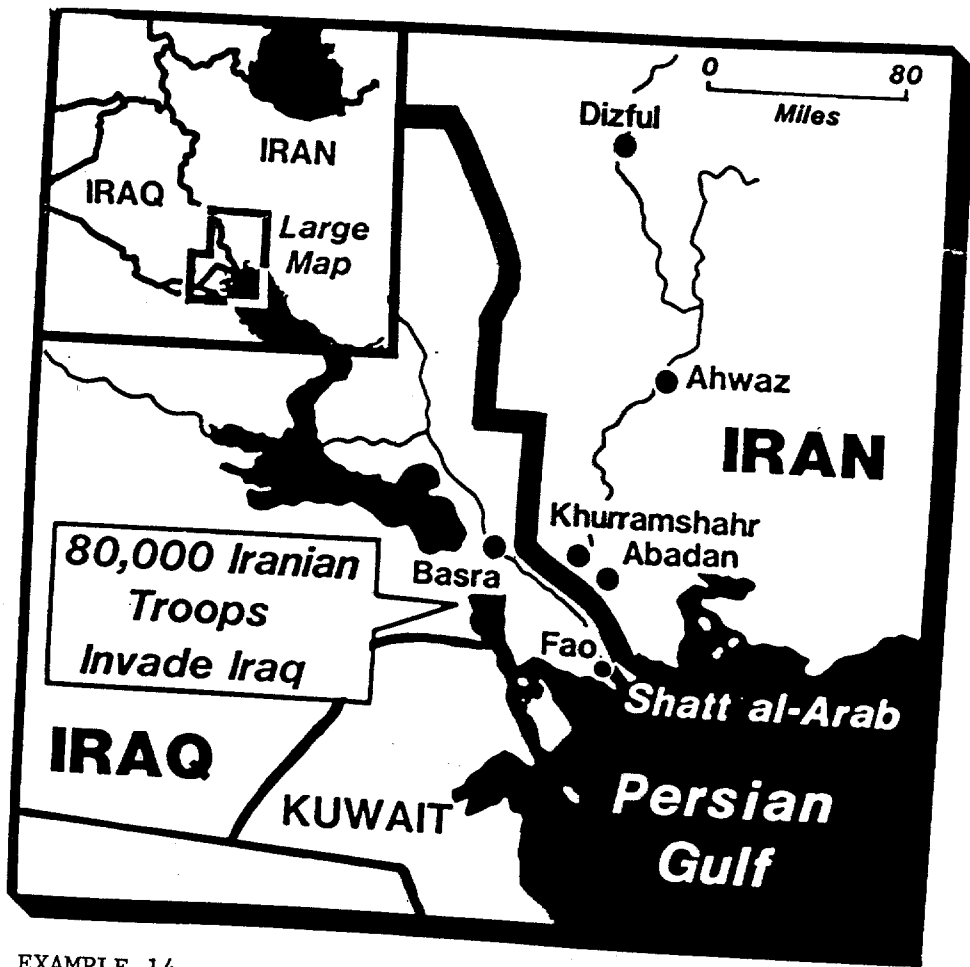 0 80
Miles
Dizful
IRAN
IRAQ
Large
Map
Ahwaz
IRAN
Khurramshahr
Abadan
80,000 Iranian
Troops
Invade Iraq
Basra
Fao
Shatt al-Arab
IRAQ
KUWAIT
Persian
Gulf
EXAMPLE 14